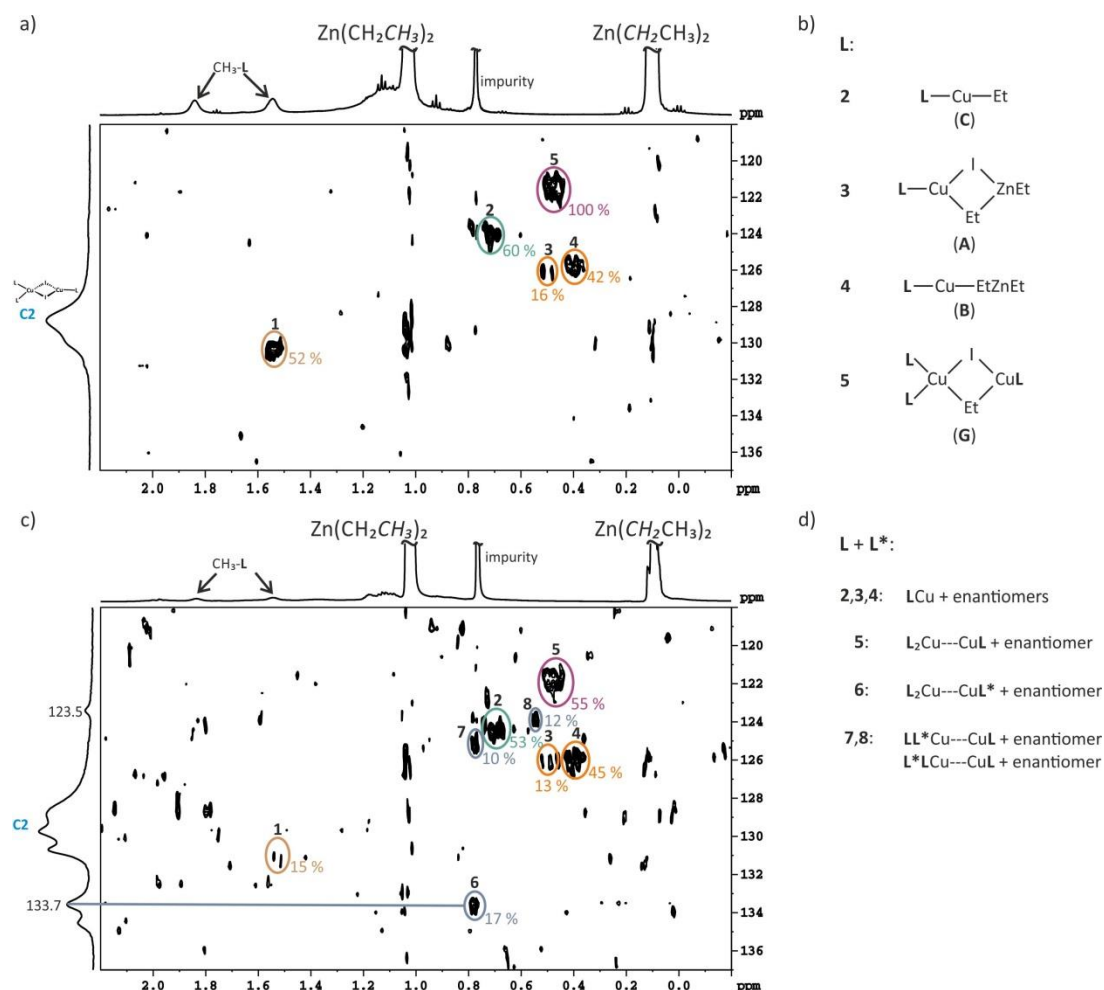 a)
Zn(CH₂CH₃)₂
Zn(CH₂CH₃)₂
CH₃-L
impurity
ppm
5
100 %
2
60 %
3
16 %
4
42 %
1
52 %
Cu
Cu
L
L
L
C2
120
122
124
126
128
130
132
134
136
ppm
2.0 1.8 1.6 1.4 1.2 1.0 0.8 0.6 0.4 0.2 0.0
b)
L:
2 L—Cu—Et
(C)
3 L—Cu I ZnEt
Et
(A)
4 L—Cu—EtZnEt
(B)
5 L L Cu I CuL
Et
(G)
c)
Zn(CH₂CH₃)₂
Zn(CH₂CH₃)₂
CH₃-L
impurity
ppm
5
55 %
2
53 %
8
12 %
7
10 %
3
13 %
4
45 %
1
15 %
6
17 %
123.5
C2
133.7
120
122
124
126
128
130
132
134
136
ppm
2.0 1.8 1.6 1.4 1.2 1.0 0.8 0.6 0.4 0.2 0.0
d)
L + L*:
2,3,4: LCu + enantiomers
5: L₂Cu---CuL + enantiomer
6: L₂Cu---CuL* + enantiomer
7,8: LL*Cu---CuL + enantiomer
L*LCu---CuL + enantiomer